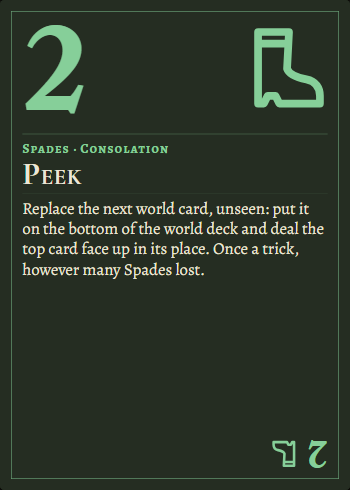 2
Spades · Consolation
Peek
Replace the next world card, unseen: put it
on the bottom of the world deck and deal the
top card face up in its place. Once a trick,
however many Spades lost.
2